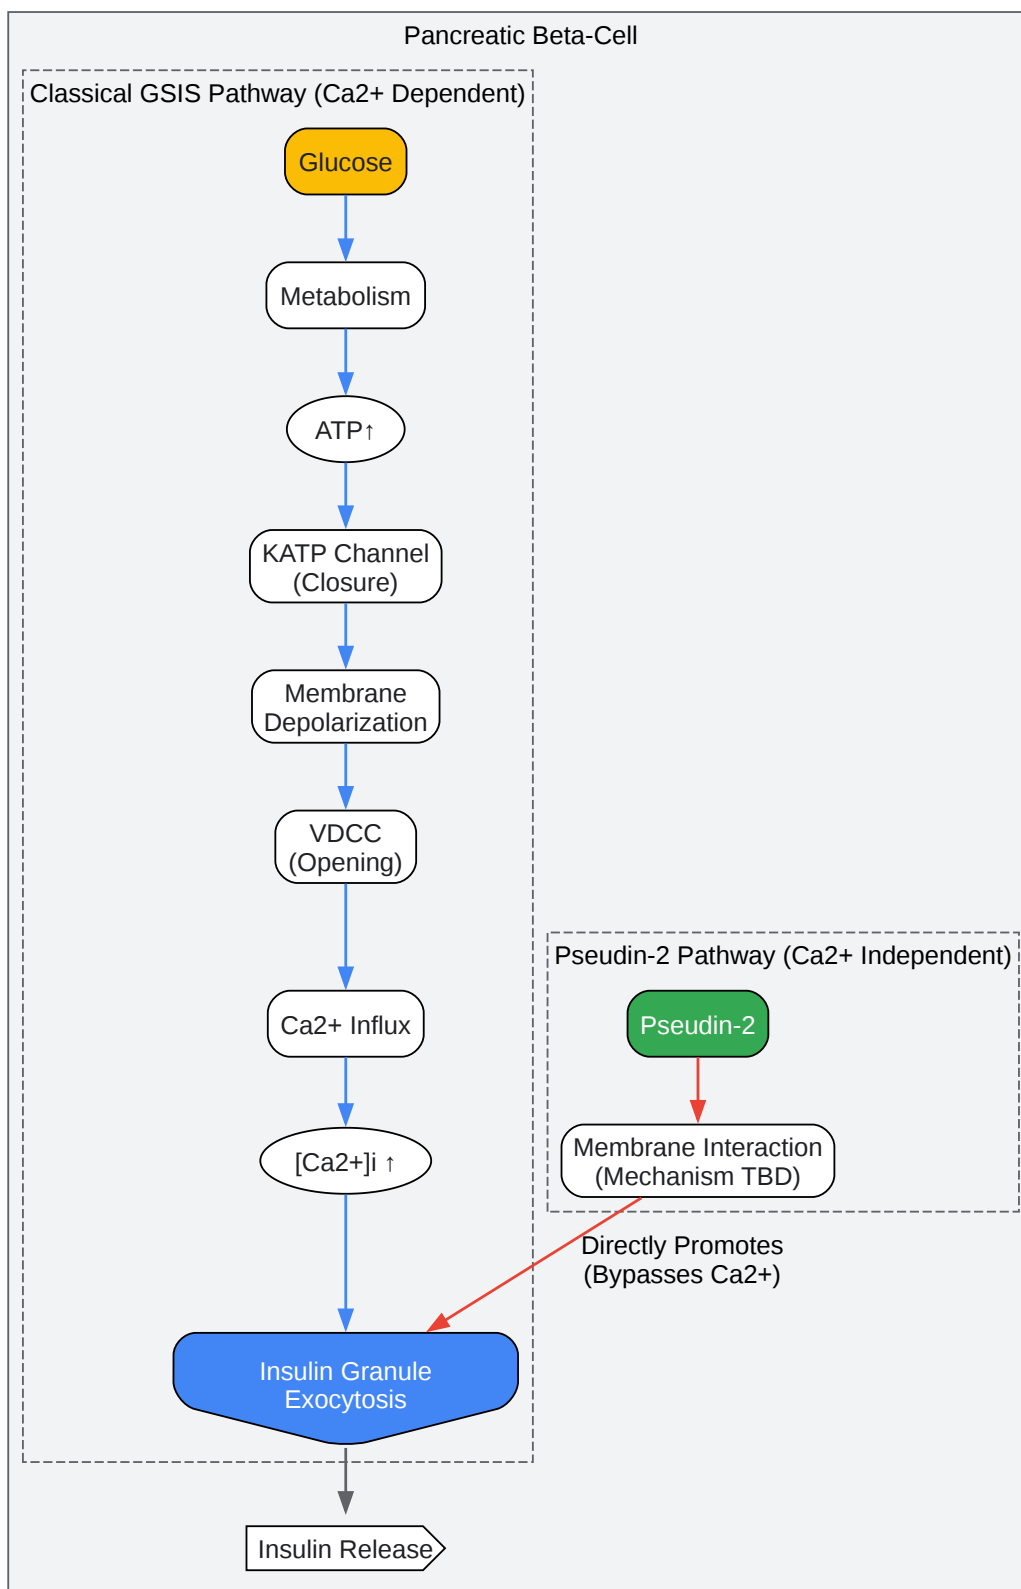 Pancreatic Beta-Cell
Classical GSIS Pathway (Ca2+ Dependent)
Glucose
Metabolism
ATP↑
KATP Channel
(Closure)
Membrane
Depolarization
VDCC
(Opening)
Ca2+ Influx
[Ca2+]i ↑
Pseudin-2 Pathway (Ca2+ Independent)
Pseudin-2
Membrane Interaction
(Mechanism TBD)
Directly Promotes
(Bypasses Ca2+)
Insulin Granule
Exocytosis
Insulin Release